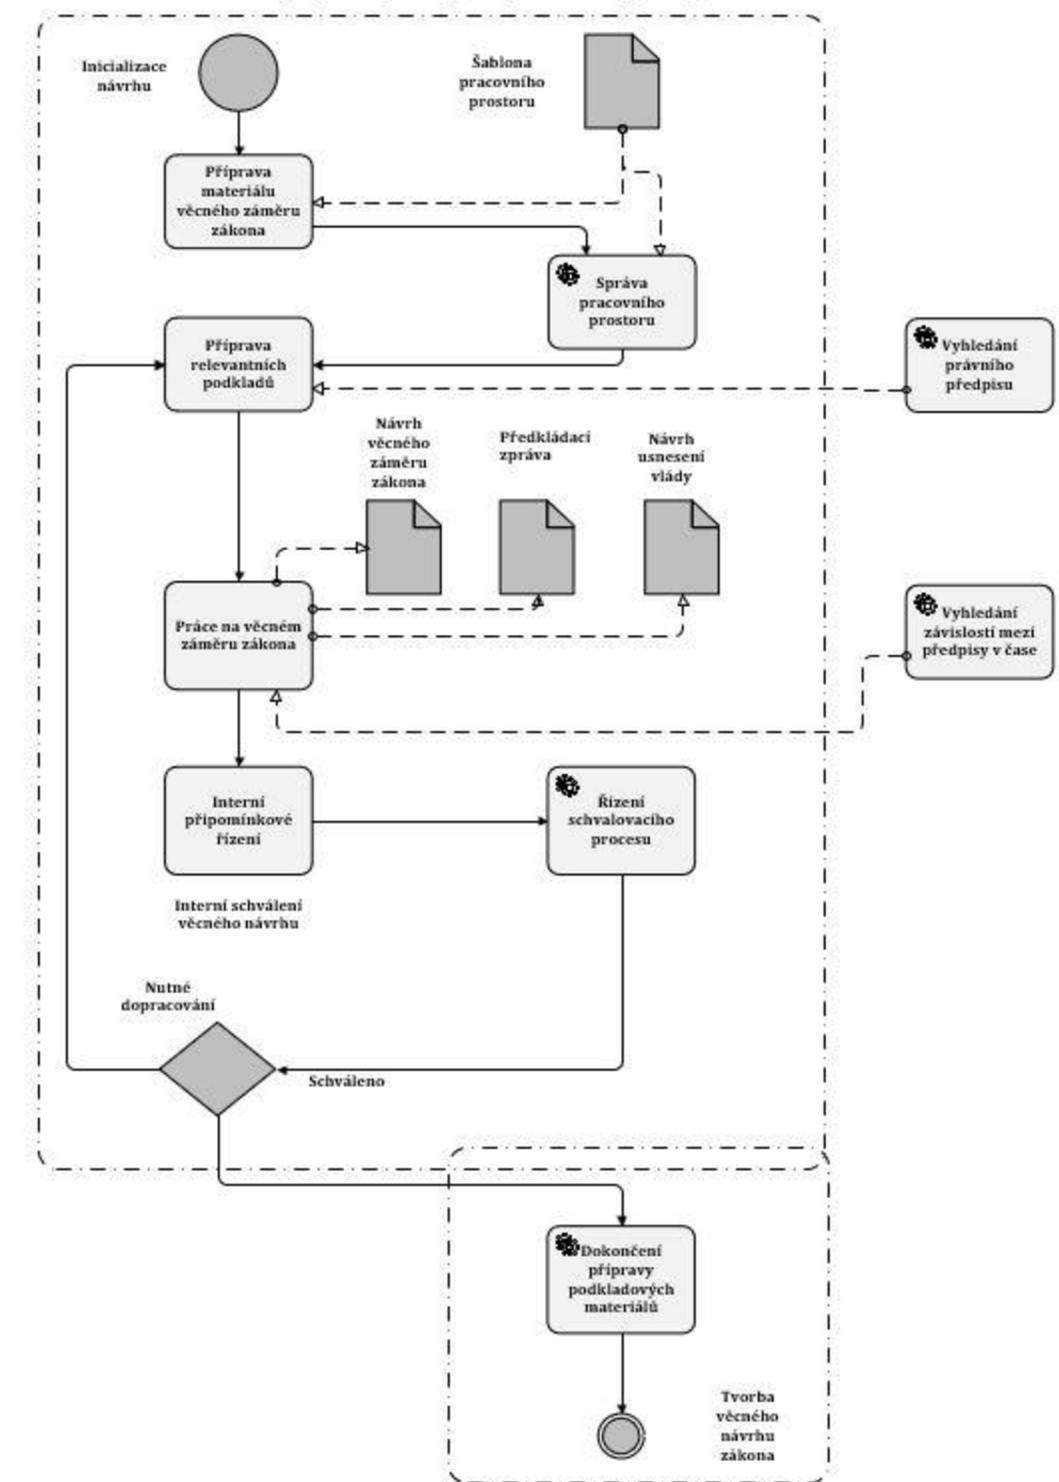 Inicializace
návrhu
Šablona
pracovního
prostoru
Příprava
materiálu
věcného záměru
zákona
Správa
pracovního
prostoru
Příprava
relevantních
podkladů
Vyhledání
právního
předpisu
Návrh
věcného
záměru
zákona
Předkládací
zpráva
Návrh
usnesení
vlády
Práce na věcném
záměru zákona
Vyhledání
závislostí mezi
předpisy v čase
Interní
připomínkové
řízení
Řízení
schvalovacího
procesu
Interní schválení
věcného návrhu
Nutné
dopracování
Schváleno
Dokončení
přípravy
podkladových
materiálů
Tvorba
věcného
návrhu
zákona